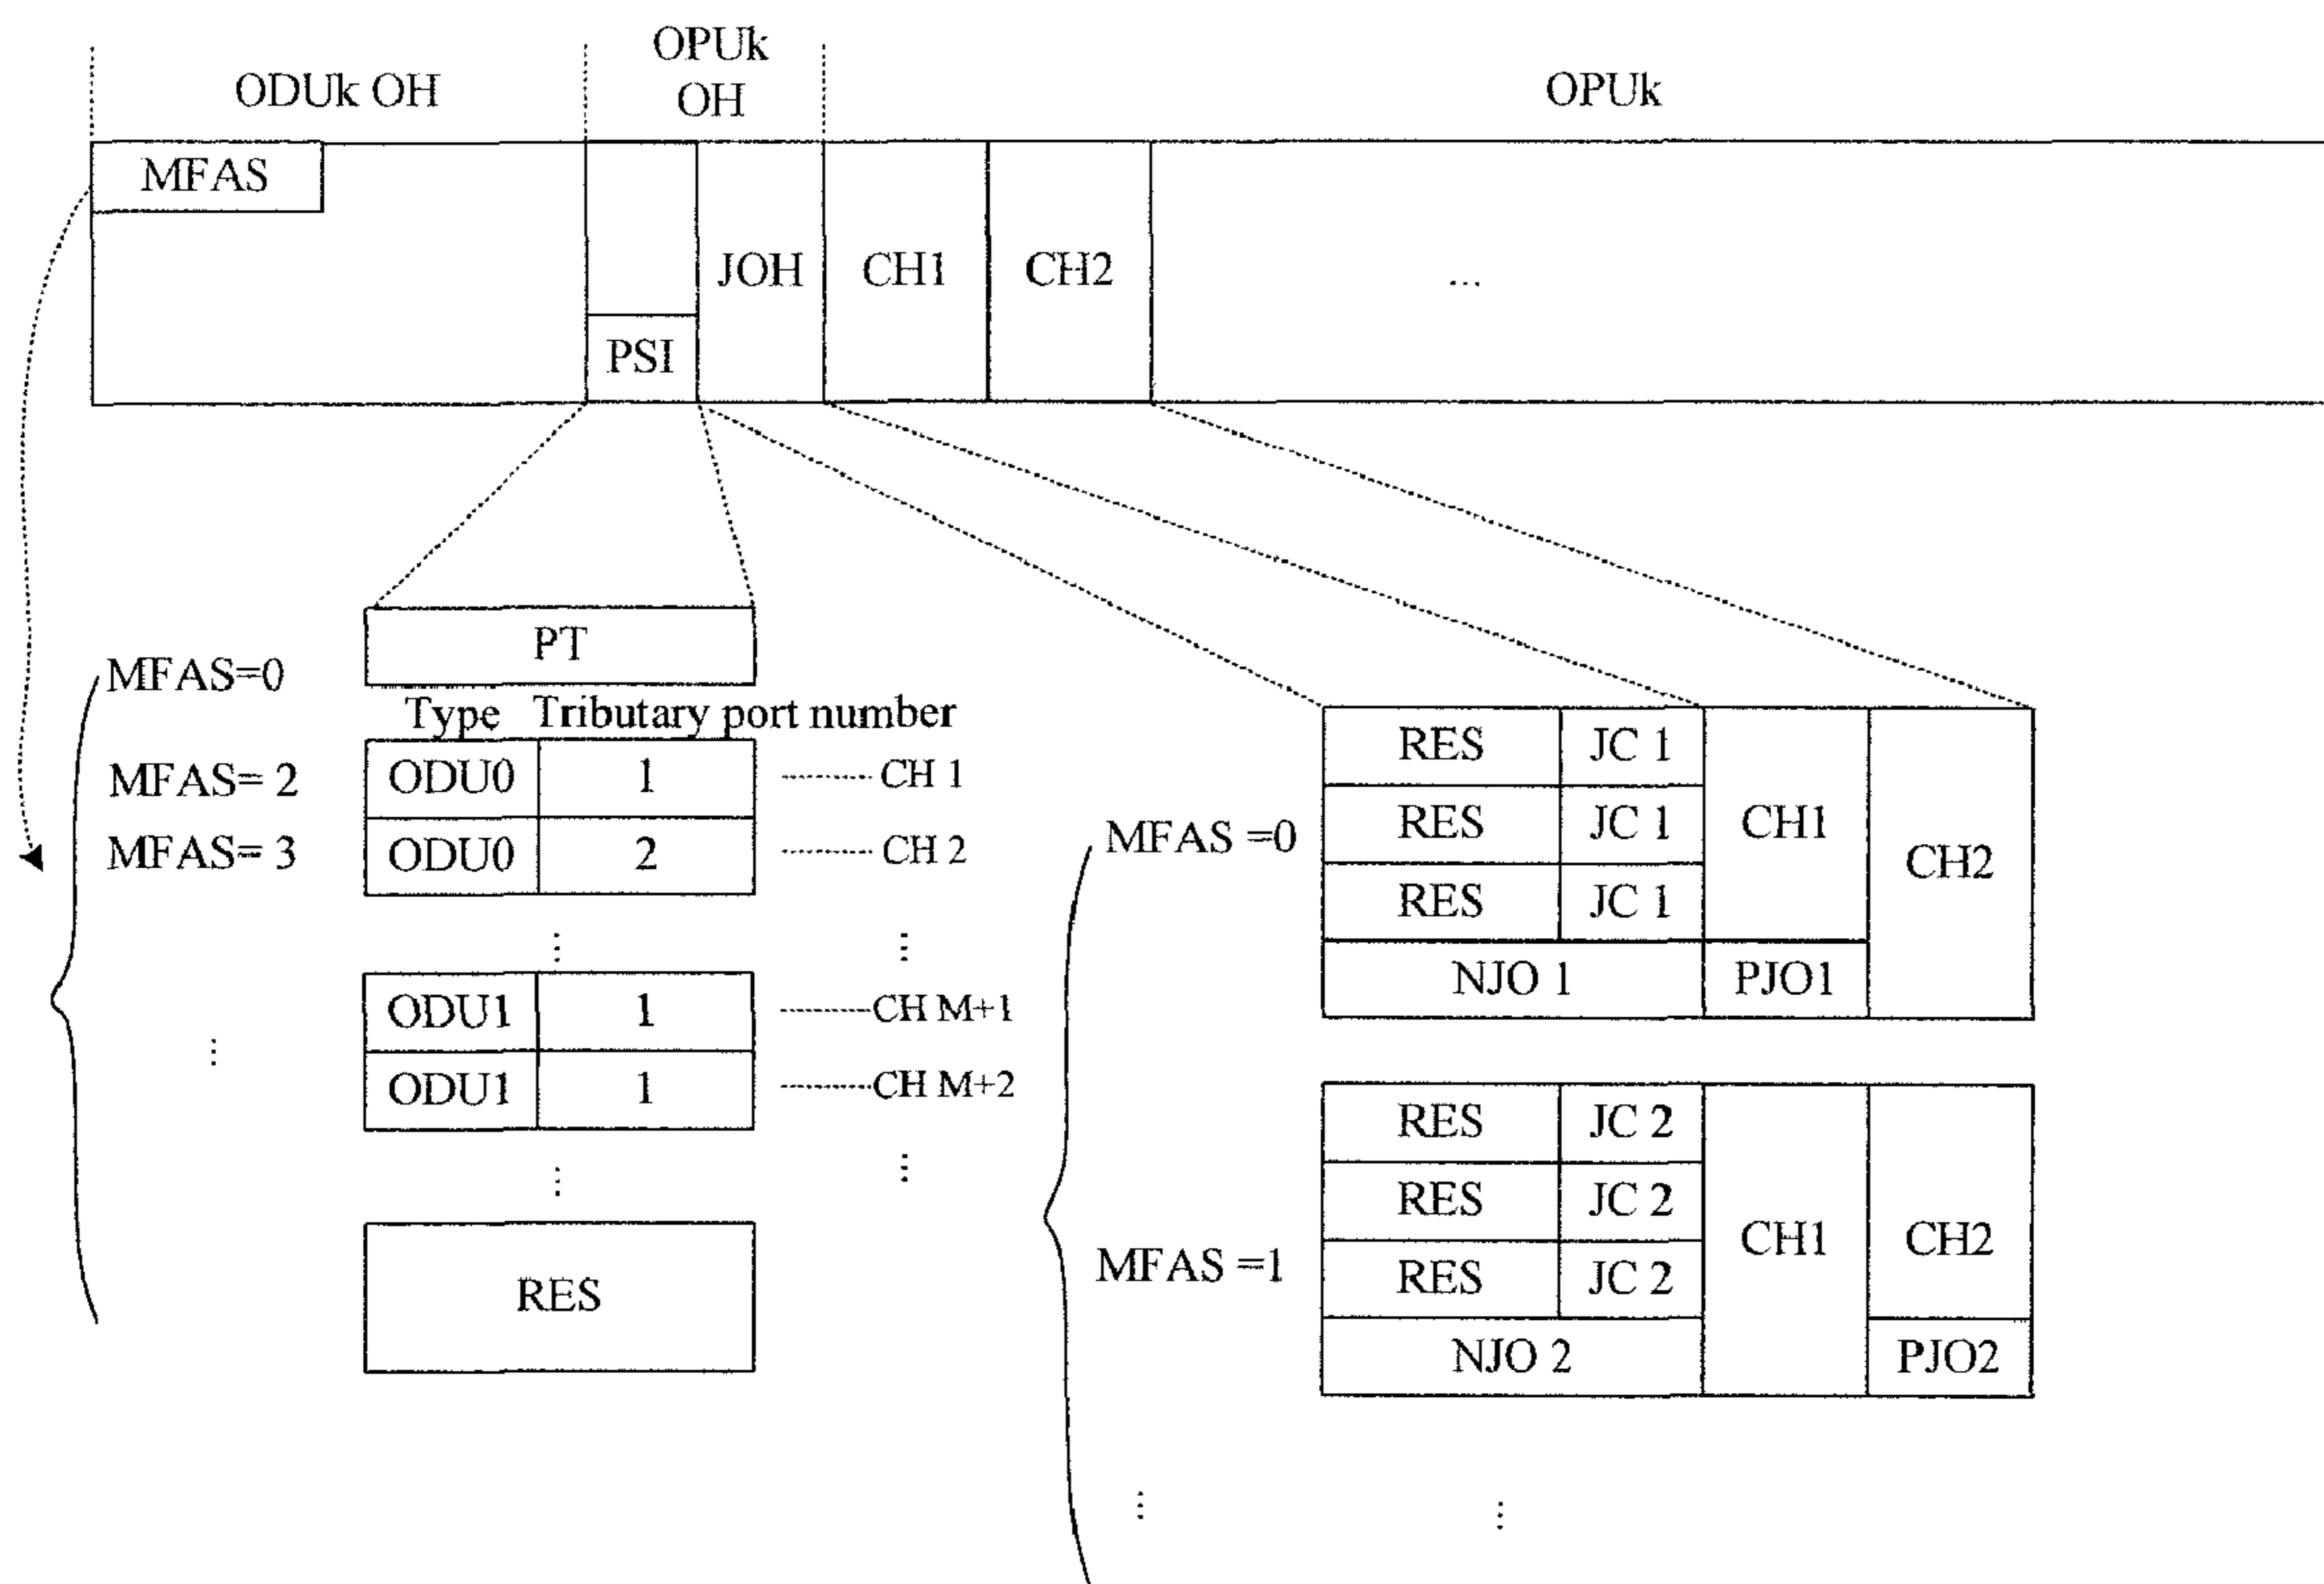 ODUk OH
OPUk
OH
OPUk
MFAS
PSI
JOH
CH1
CH2
...
MFAS=0
PT
Type Tributary port number
MFAS= 2
ODU0
1
CH 1
MFAS= 3
ODU0
2
CH 2
ODU1
1
CH M+1
ODU1
1
CH M+2
RES
MFAS =0
RES
JC 1
RES
JC 1
RES
JC 1
CH1
CH2
NJO 1
PJO1
MFAS =1
RES
JC 2
RES
JC 2
RES
JC 2
CH1
CH2
NJO 2
PJO2